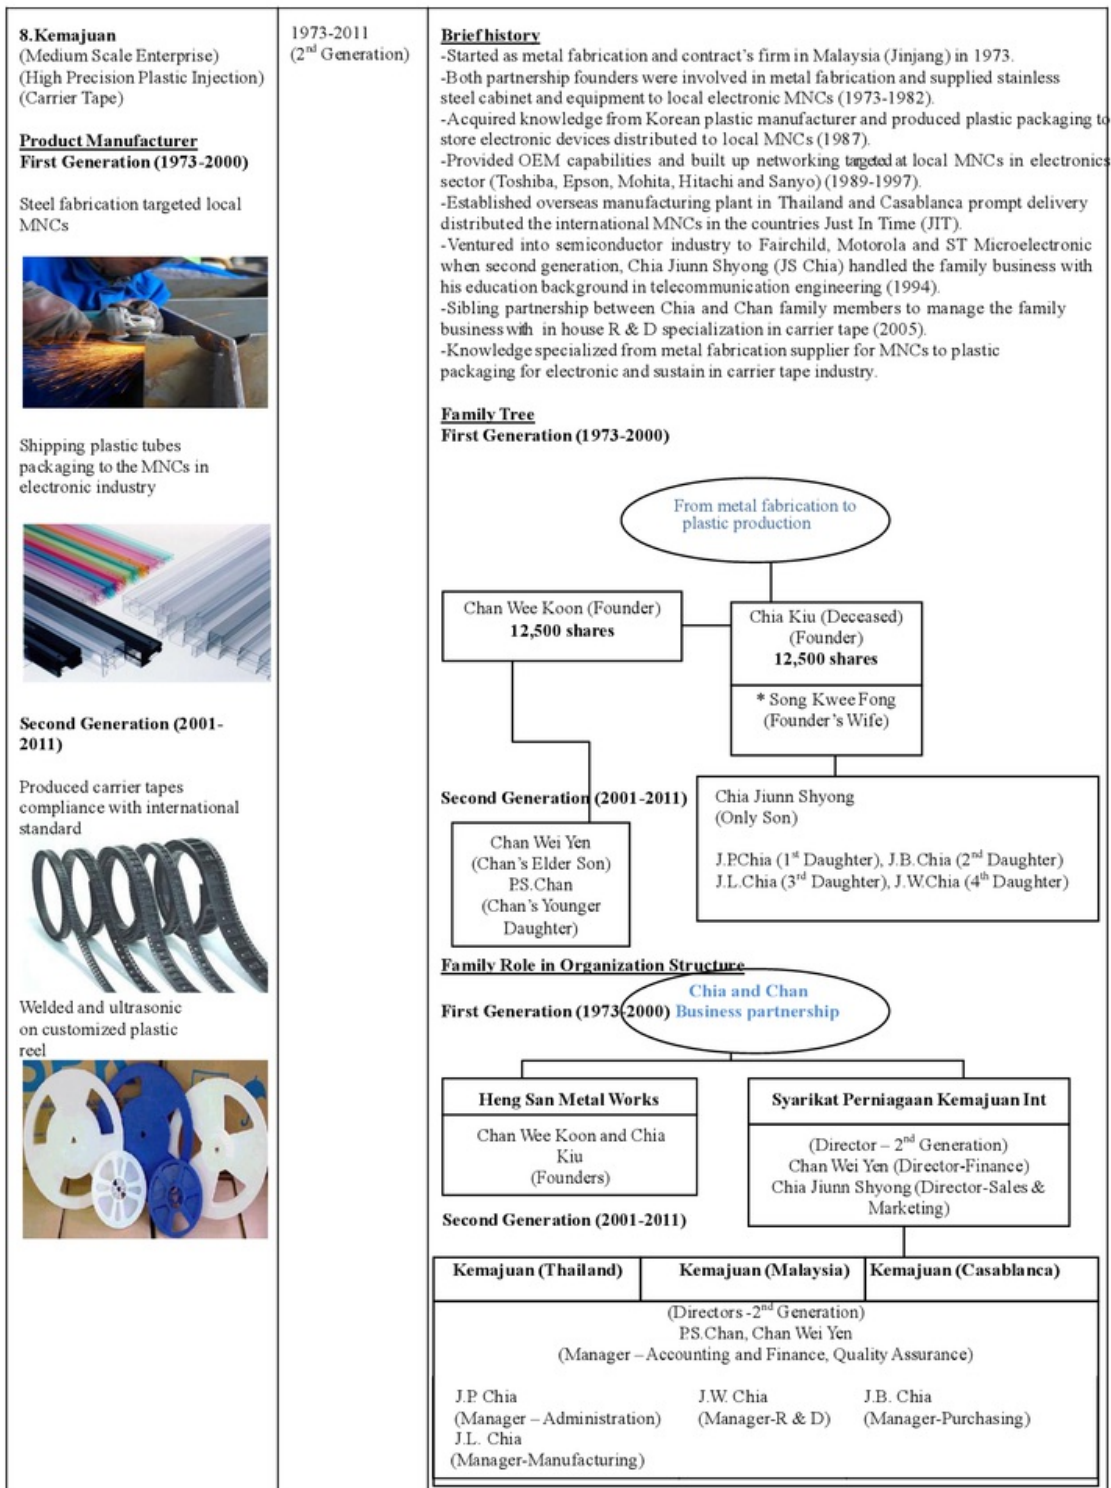 8.Kemajuan
(Medium Scale Enterprise)
(High Precision Plastic Injection)
(Carrier Tape)
Product Manufacturer
First Generation (1973-2000)
Steel fabrication targeted local
MNCs
Shipping plastic tubes
packaging to the MNCs in
electronic industry
Second Generation (2001-
2011)
Produced carrier tapes
compliance with international
standard
Welded and ultrasonic
on customized plastic
reel
1973-2011
(2nd Generation)
Brief history
-Started as metal fabrication and contract's firm in Malaysia (Jinjang) in 1973.
-Both partnership founders were involved in metal fabrication and supplied stainless
steel cabinet and equipment to local electronic MNCs (1973-1982).
-Acquired knowledge from Korean plastic manufacturer and produced plastic packaging to
store electronic devices distributed to local MNCs (1987).
-Provided OEM capabilities and built up networking targeted at local MNCs in electronics
sector (Toshiba, Epson, Mohita, Hitachi and Sanyo) (1989-1997).
-Established overseas manufacturing plant in Thailand and Casablanca prompt delivery
distributed the international MNCs in the countries Just In Time (JIT).
-Ventured into semiconductor industry to Fairchild, Motorola and ST Microelectronic
when second generation, Chia Jiunn Shyong (JS Chia) handled the family business with
his education background in telecommunication engineering (1994).
-Sibling partnership between Chia and Chan family members to manage the family
business with in house R & D specialization in carrier tape (2005).
-Knowledge specialized from metal fabrication supplier for MNCs to plastic
packaging for electronic and sustain in carrier tape industry.
Family Tree
First Generation (1973-2000)
From metal fabrication to
plastic production
Chan Wee Koon (Founder)
12,500 shares
Chia Kiu (Deceased)
(Founder)
12,500 shares
* Song Kwee Fong
(Founder's Wife)
Second Generation (2001-2011)
Chan Wei Yen
(Chan's Elder Son)
P.S.Chan
(Chan's Younger
Daughter)
Chia Jiunn Shyong
(Only Son)
J.P.Chia (1st Daughter), J.B.Chia (2nd Daughter)
J.L.Chia (3rd Daughter), J.W.Chia (4th Daughter)
Family Role in Organization Structure
First Generation (1973-2000)
Chia and Chan
Business partnership
Heng San Metal Works
Chan Wee Koon and Chia
Kiu
(Founders)
Syarikat Perniagaan Kemajuan Int
(Director – 2nd Generation)
Chan Wei Yen (Director-Finance)
Chia Jiunn Shyong (Director-Sales &
Marketing)
Second Generation (2001-2011)
Kemajuan (Thailand) Kemajuan (Malaysia) Kemajuan (Casablanca)
(Directors -2nd Generation)
P.S.Chan, Chan Wei Yen
(Manager – Accounting and Finance, Quality Assurance)
J.P. Chia
(Manager – Administration)
J.L. Chia
(Manager-Manufacturing)
J.W. Chia
(Manager-R & D)
J.B. Chia
(Manager-Purchasing)